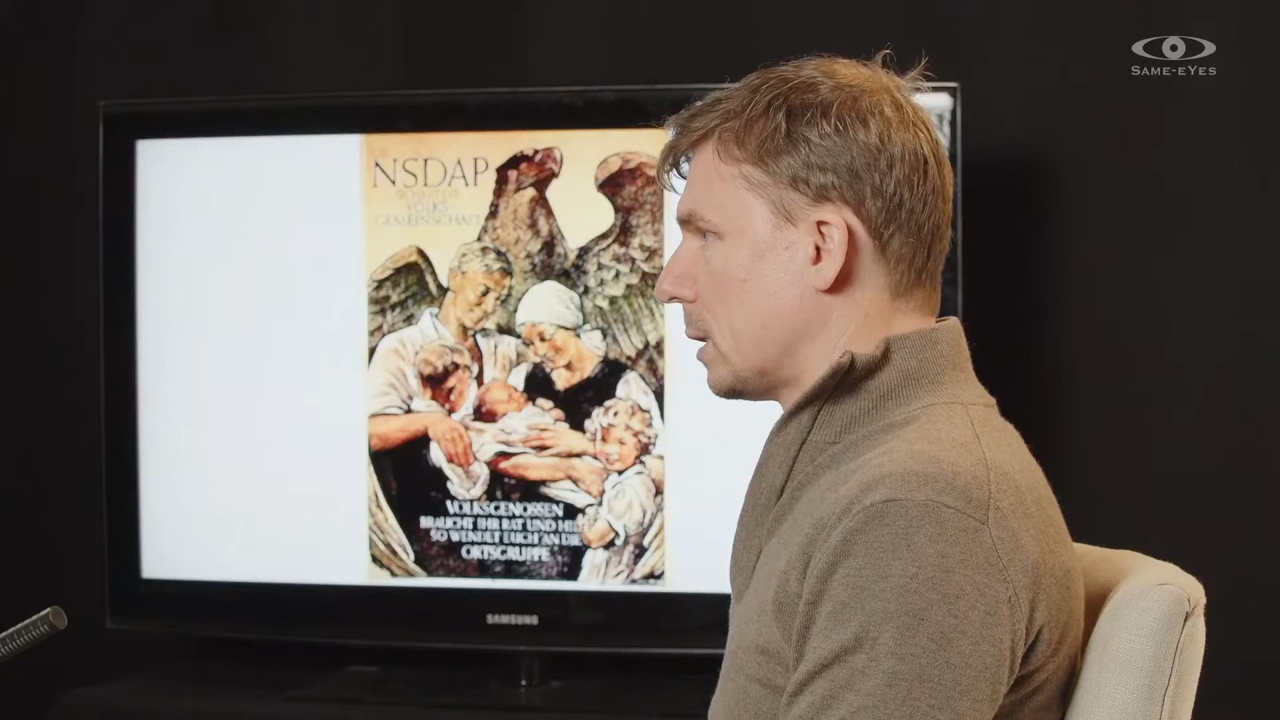 SAME-EYES
NSDAP
VOLKS-
GEMEINSCHAFT
VOLKSGENOSSEN
BRAUCHT IHR RAT UND
SO WENDET EUCH AN DIE
ORTSGRUPPE
SAMSUNG